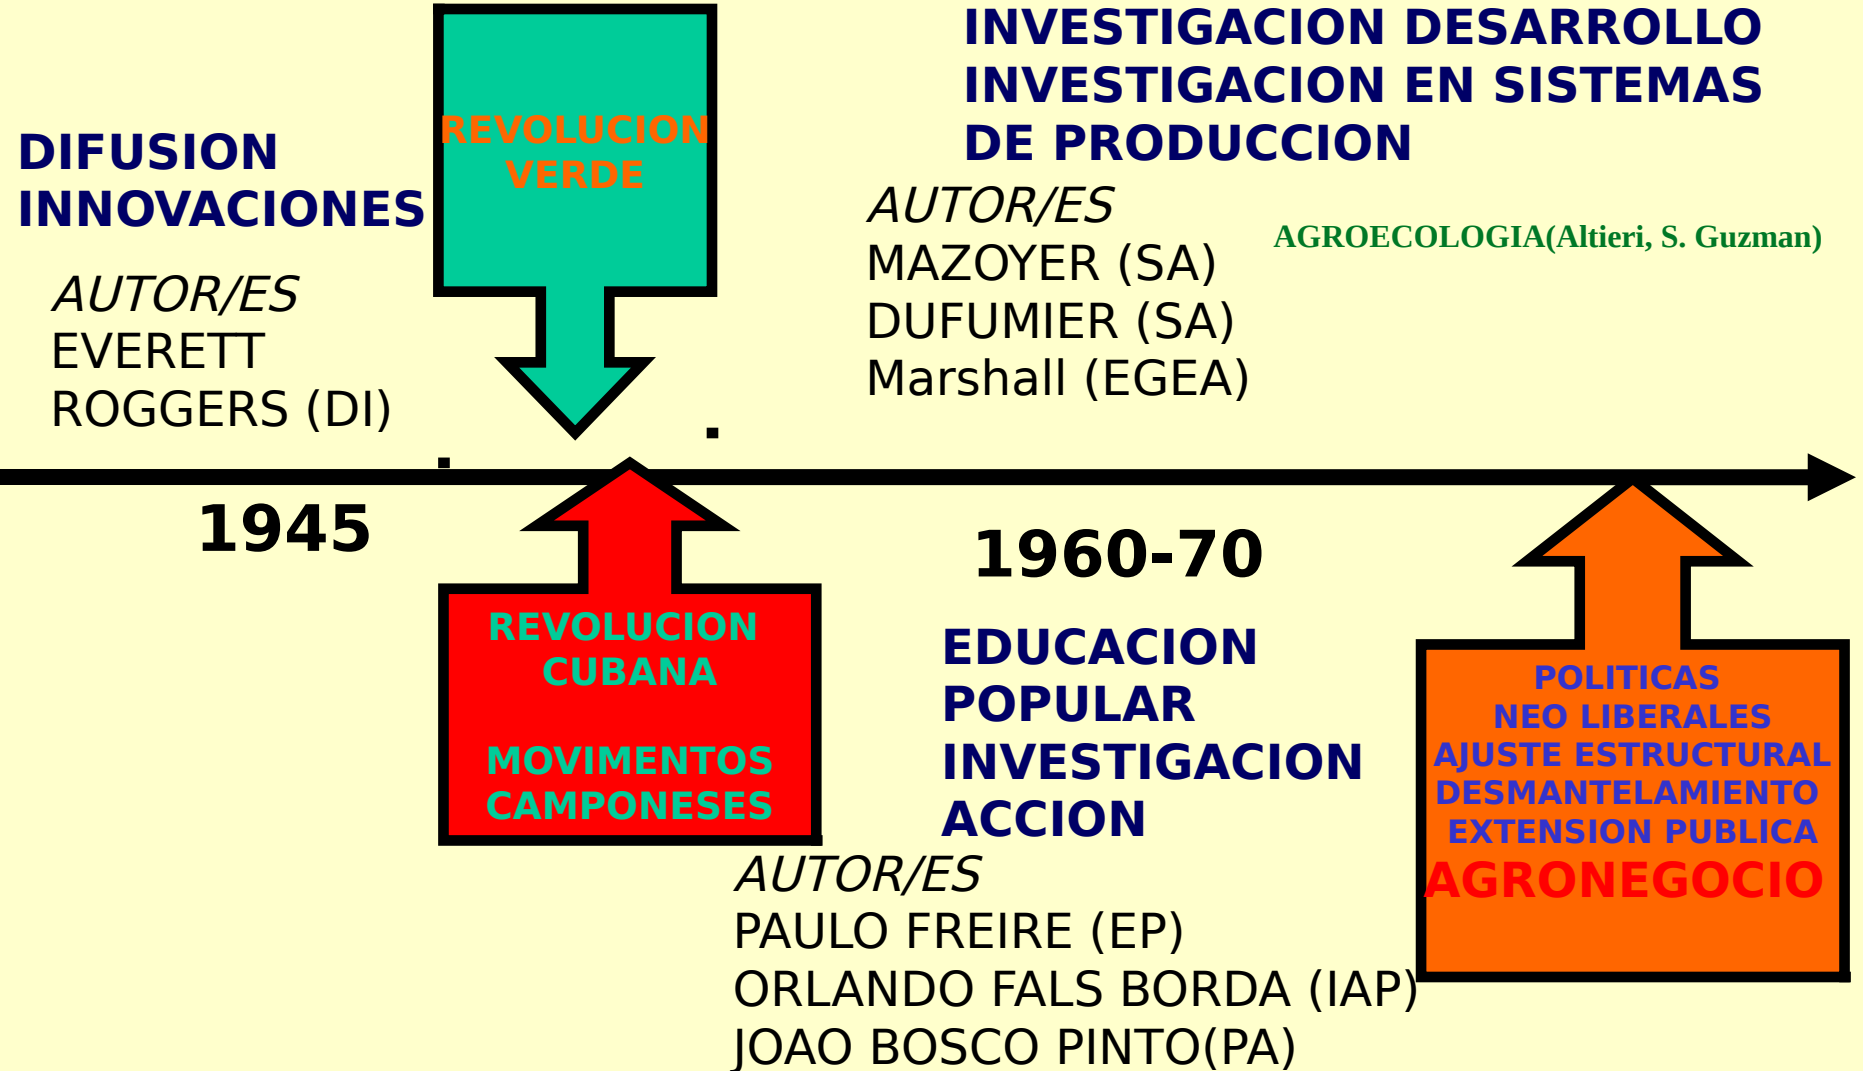 DIFUSION
INNOVACIONES
AUTOR/ES
EVERETT
ROGGERS (DI)
REVOLUCION
VERDE
INVESTIGACION DESARROLLO
INVESTIGACION EN SISTEMAS
DE PRODUCCION
AUTOR/ES
MAZOYER (SA)
DUFUMIER (SA)
Marshall (EGEA)
AGROECOLOGIA(Altieri, S. Guzman)
.
.
1945
1960-70
REVOLUCION
CUBANA
MOVIMENTOS
CAMPONESES
EDUCACION
POPULAR
INVESTIGACION
ACCION
AUTOR/ES
PAULO FREIRE (EP)
ORLANDO FALS BORDA (IAP)
JOAO BOSCO PINTO(PA)
POLITICAS
NEO LIBERALES
AJUSTE ESTRUCTURAL
DESMANTELAMIENTO
EXTENSION PUBLICA
AGRONEGOCIO